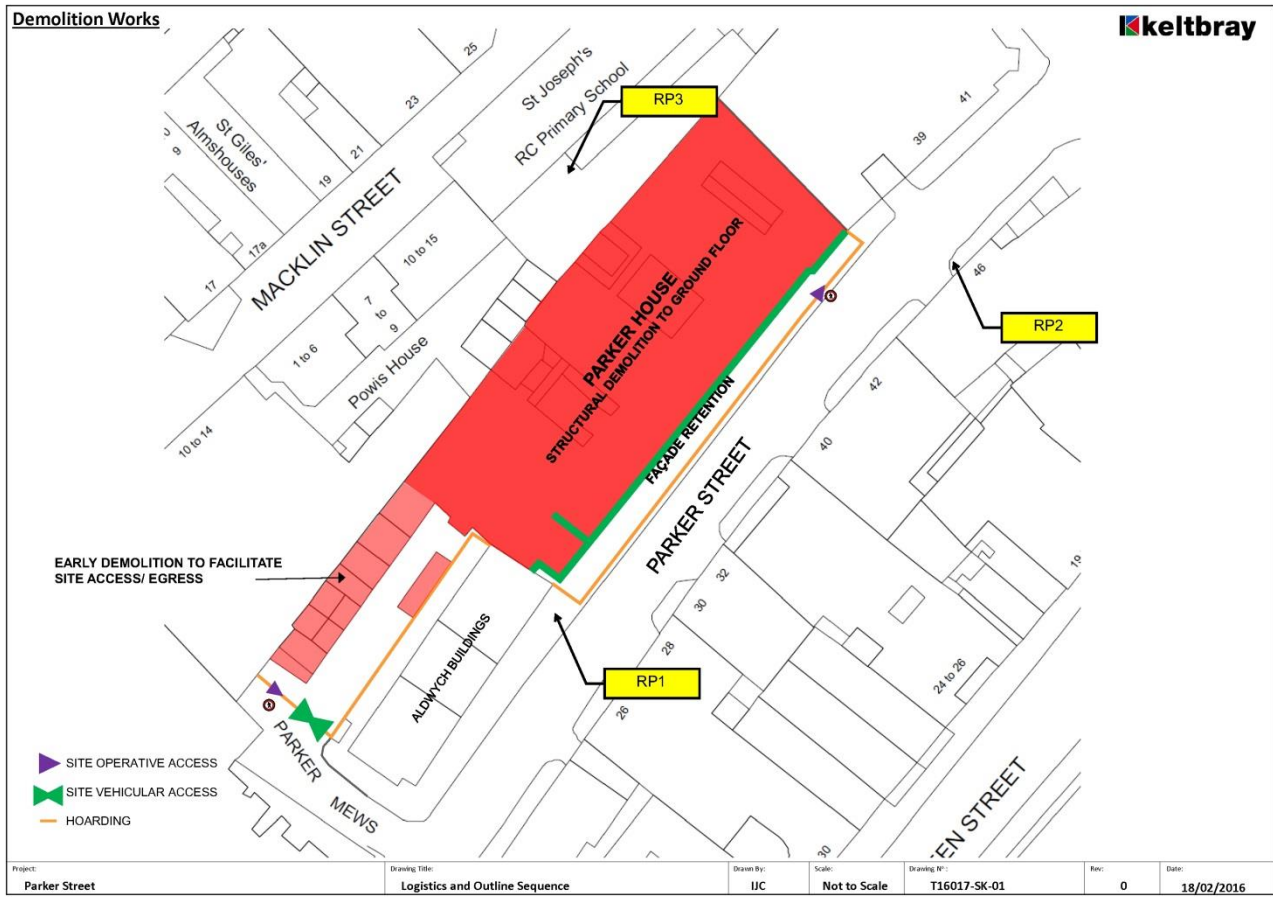 Demolition Works
keltbray
25
23
21
19
17a
17
9
St Giles'
Almshouses
St Joseph's
RC Primary School
RP3
41
39
MACKLIN STREET
10 to 15
7
to
9
1 to 6
Powis House
10 to 14
PARKER HOUSE
STRUCTURAL DEMOLITION TO GROUND FLOOR
FAÇADE RETENTION
46
RP2
42
40
PARKER STREET
32
30
28
26
19
24 to 26
EARLY DEMOLITION TO FACILITATE
SITE ACCESS/ EGRESS
ALDWYCH BUILDINGS
RP1
PARKER
MEWS
30
EEN STREET
SITE OPERATIVE ACCESS
SITE VEHICULAR ACCESS
HOARDING
Project:
Parker Street
Drawing Title:
Logistics and Outline Sequence
Drawn By:
IJC
Scale:
Not to Scale
Drawing Nº :
T16017-SK-01
Rev:
0
Date:
18/02/2016